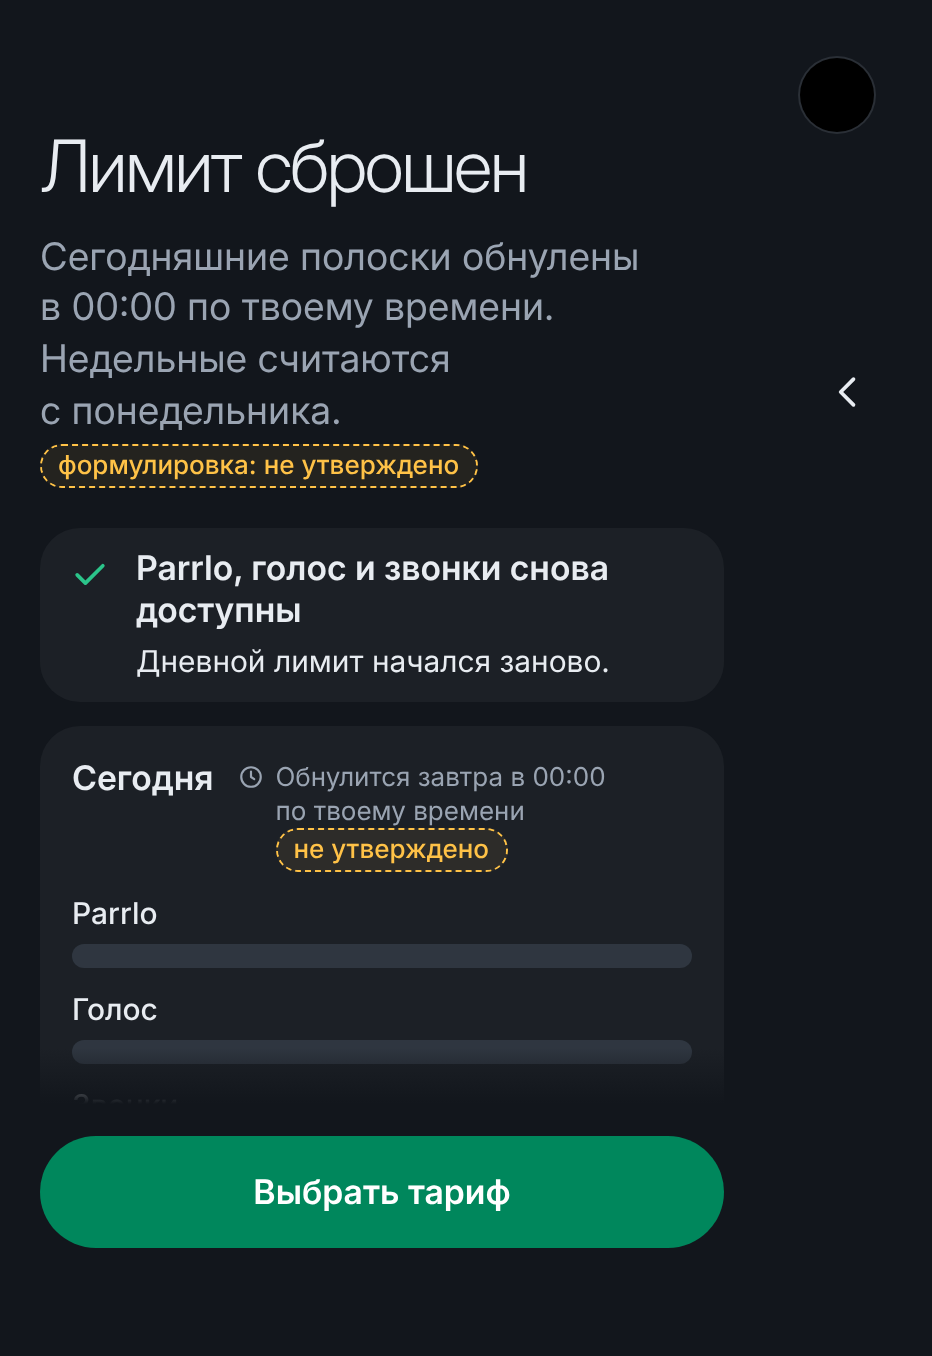 Лимит сброшен
Сегодняшние полоски обнулены
в 00:00 по твоему времени.
Недельные считаются
с понедельника.
формулировка: не утверждено
Parrlo, голос и звонки снова
доступны
Дневной лимит начался заново.
Сегодня
Обнулится завтра в 00:00
по твоему времени
не утверждено
Parrlo
Голос
Выбрать тариф